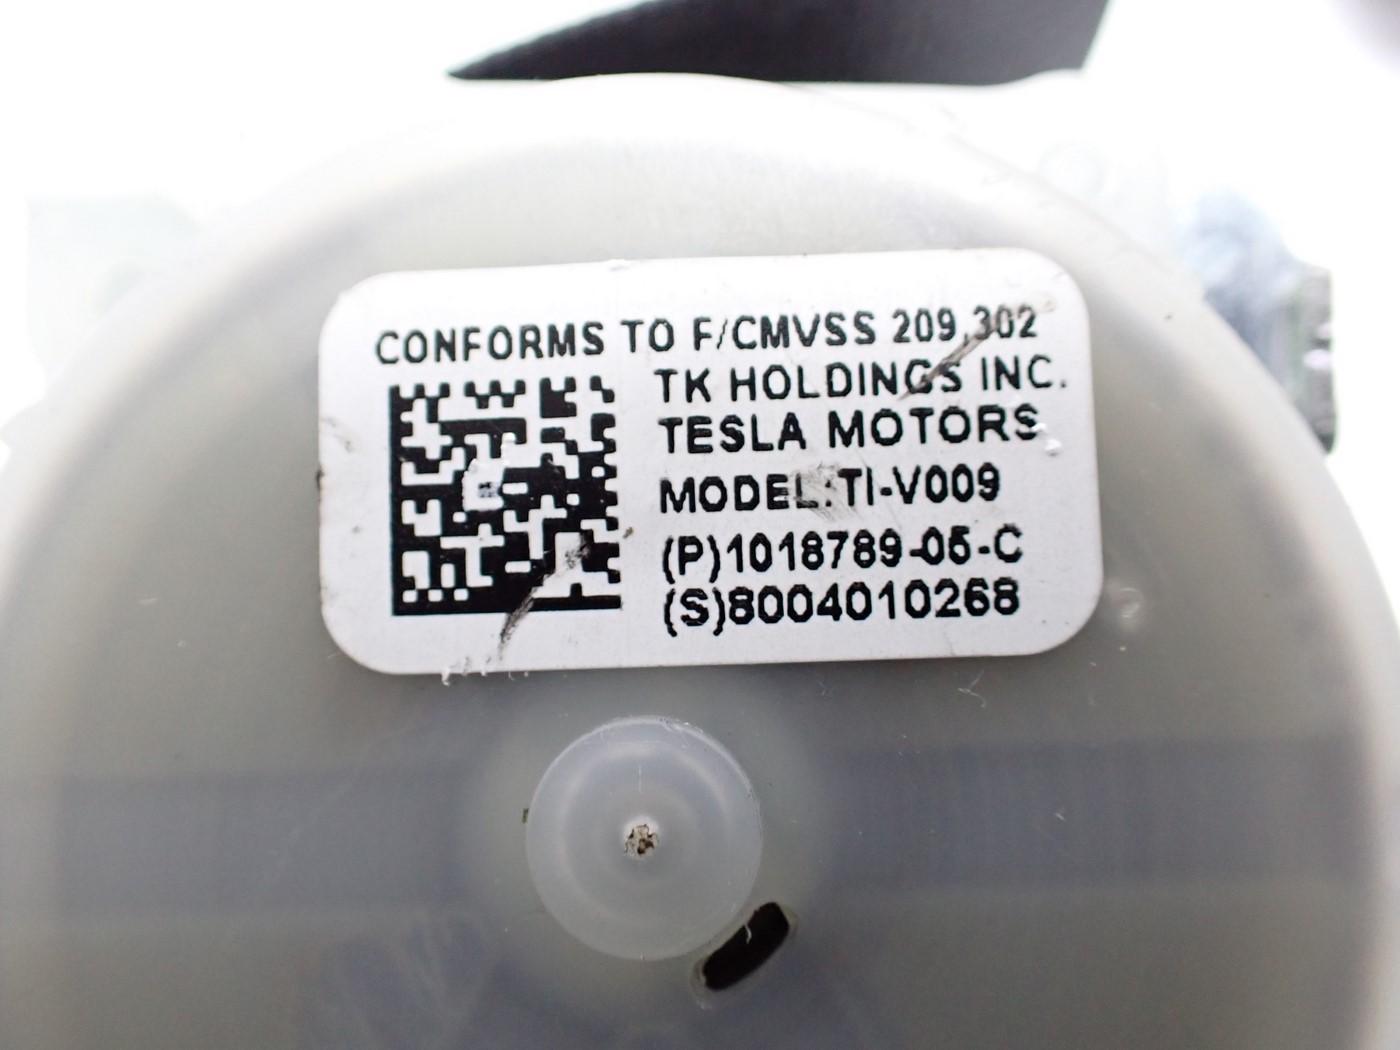 CONFORMS TO F/CMVSS 209,302
TK HOLDINGS INC.
TESLA MOTORS
MODEL:TI-V009
(P)1018789-05-C
(S)8004010268